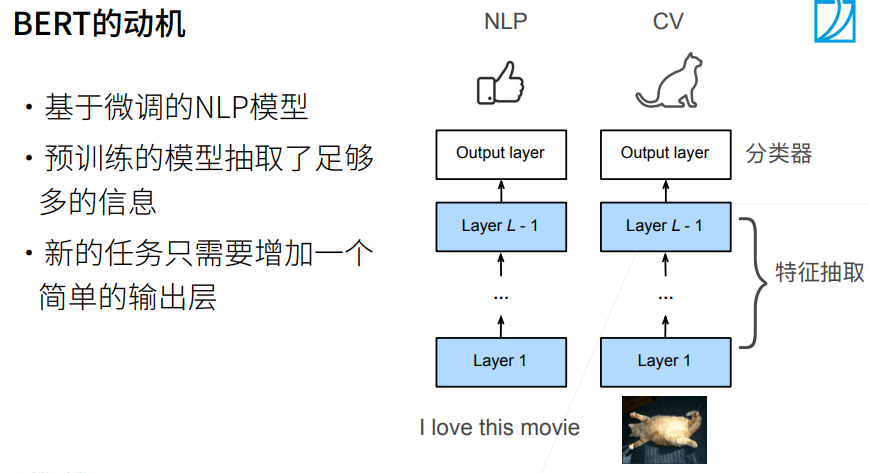 BERT的动机
• 基于微调的NLP模型
• 预训练的模型抽取了足够
多的信息
• 新的任务只需要增加一个
简单的输出层
NLP
CV
Output layer
Output layer
分类器
Layer L - 1
Layer L - 1
...
...
特征抽取
Layer 1
Layer 1
I love this movie